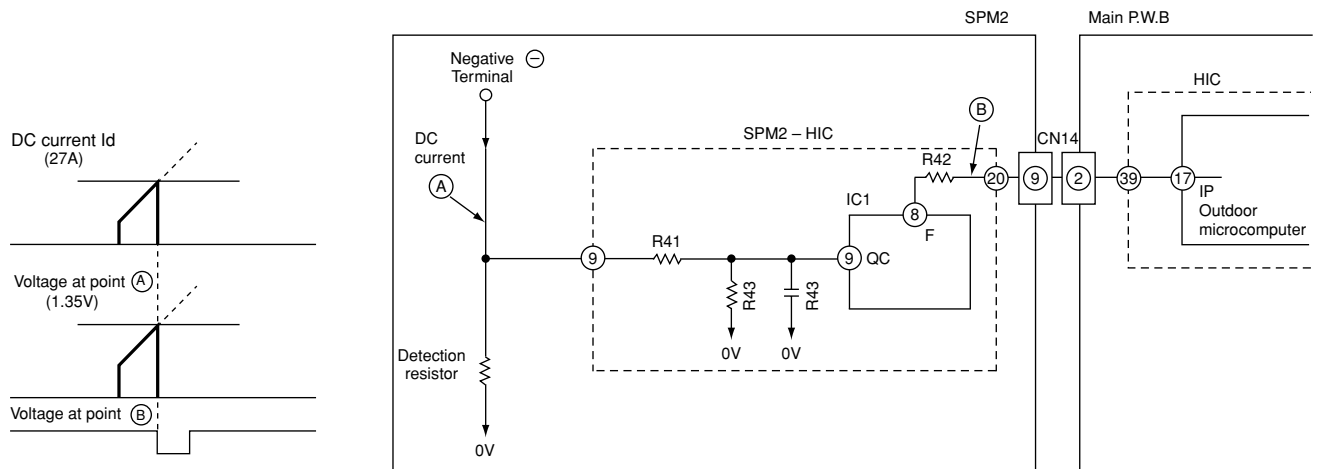 DC current Id
(27A)
Voltage at point A
(1.35V)
Voltage at point B
SPM2
Main P.W.B
Negative −
Terminal
DC
current
A
Detection
resistor
0V
SPM2 – HIC
9
R41
R43
R43
0V
0V
IC1
9
QC
8
F
R42
B
20
CN14
9
2
HIC
39
17
IP
Outdoor
microcomputer